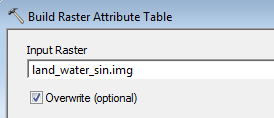 Build Raster Attribute Table
Input Raster
land_water_sin.img
Overwrite (optional)